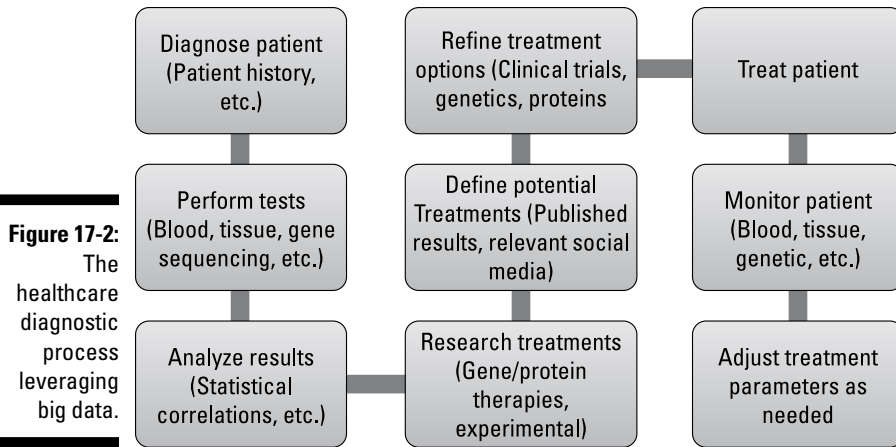 Diagnose patient
(Patient history,
etc.)
Perform tests
(Blood, tissue, gene
sequencing, etc.)
Analyze results
(Statistical
correlations, etc.)
Research treatments
(Gene/protein
therapies,
experimental)
Define potential
Treatments (Published
results, relevant social
media)
Refine treatment
options (Clinical trials,
genetics, proteins
Treat patient
Monitor patient
(Blood, tissue,
genetic, etc.)
Adjust treatment
parameters as
needed
Figure 17-2:
The
healthcare
diagnostic
process
leveraging
big data.